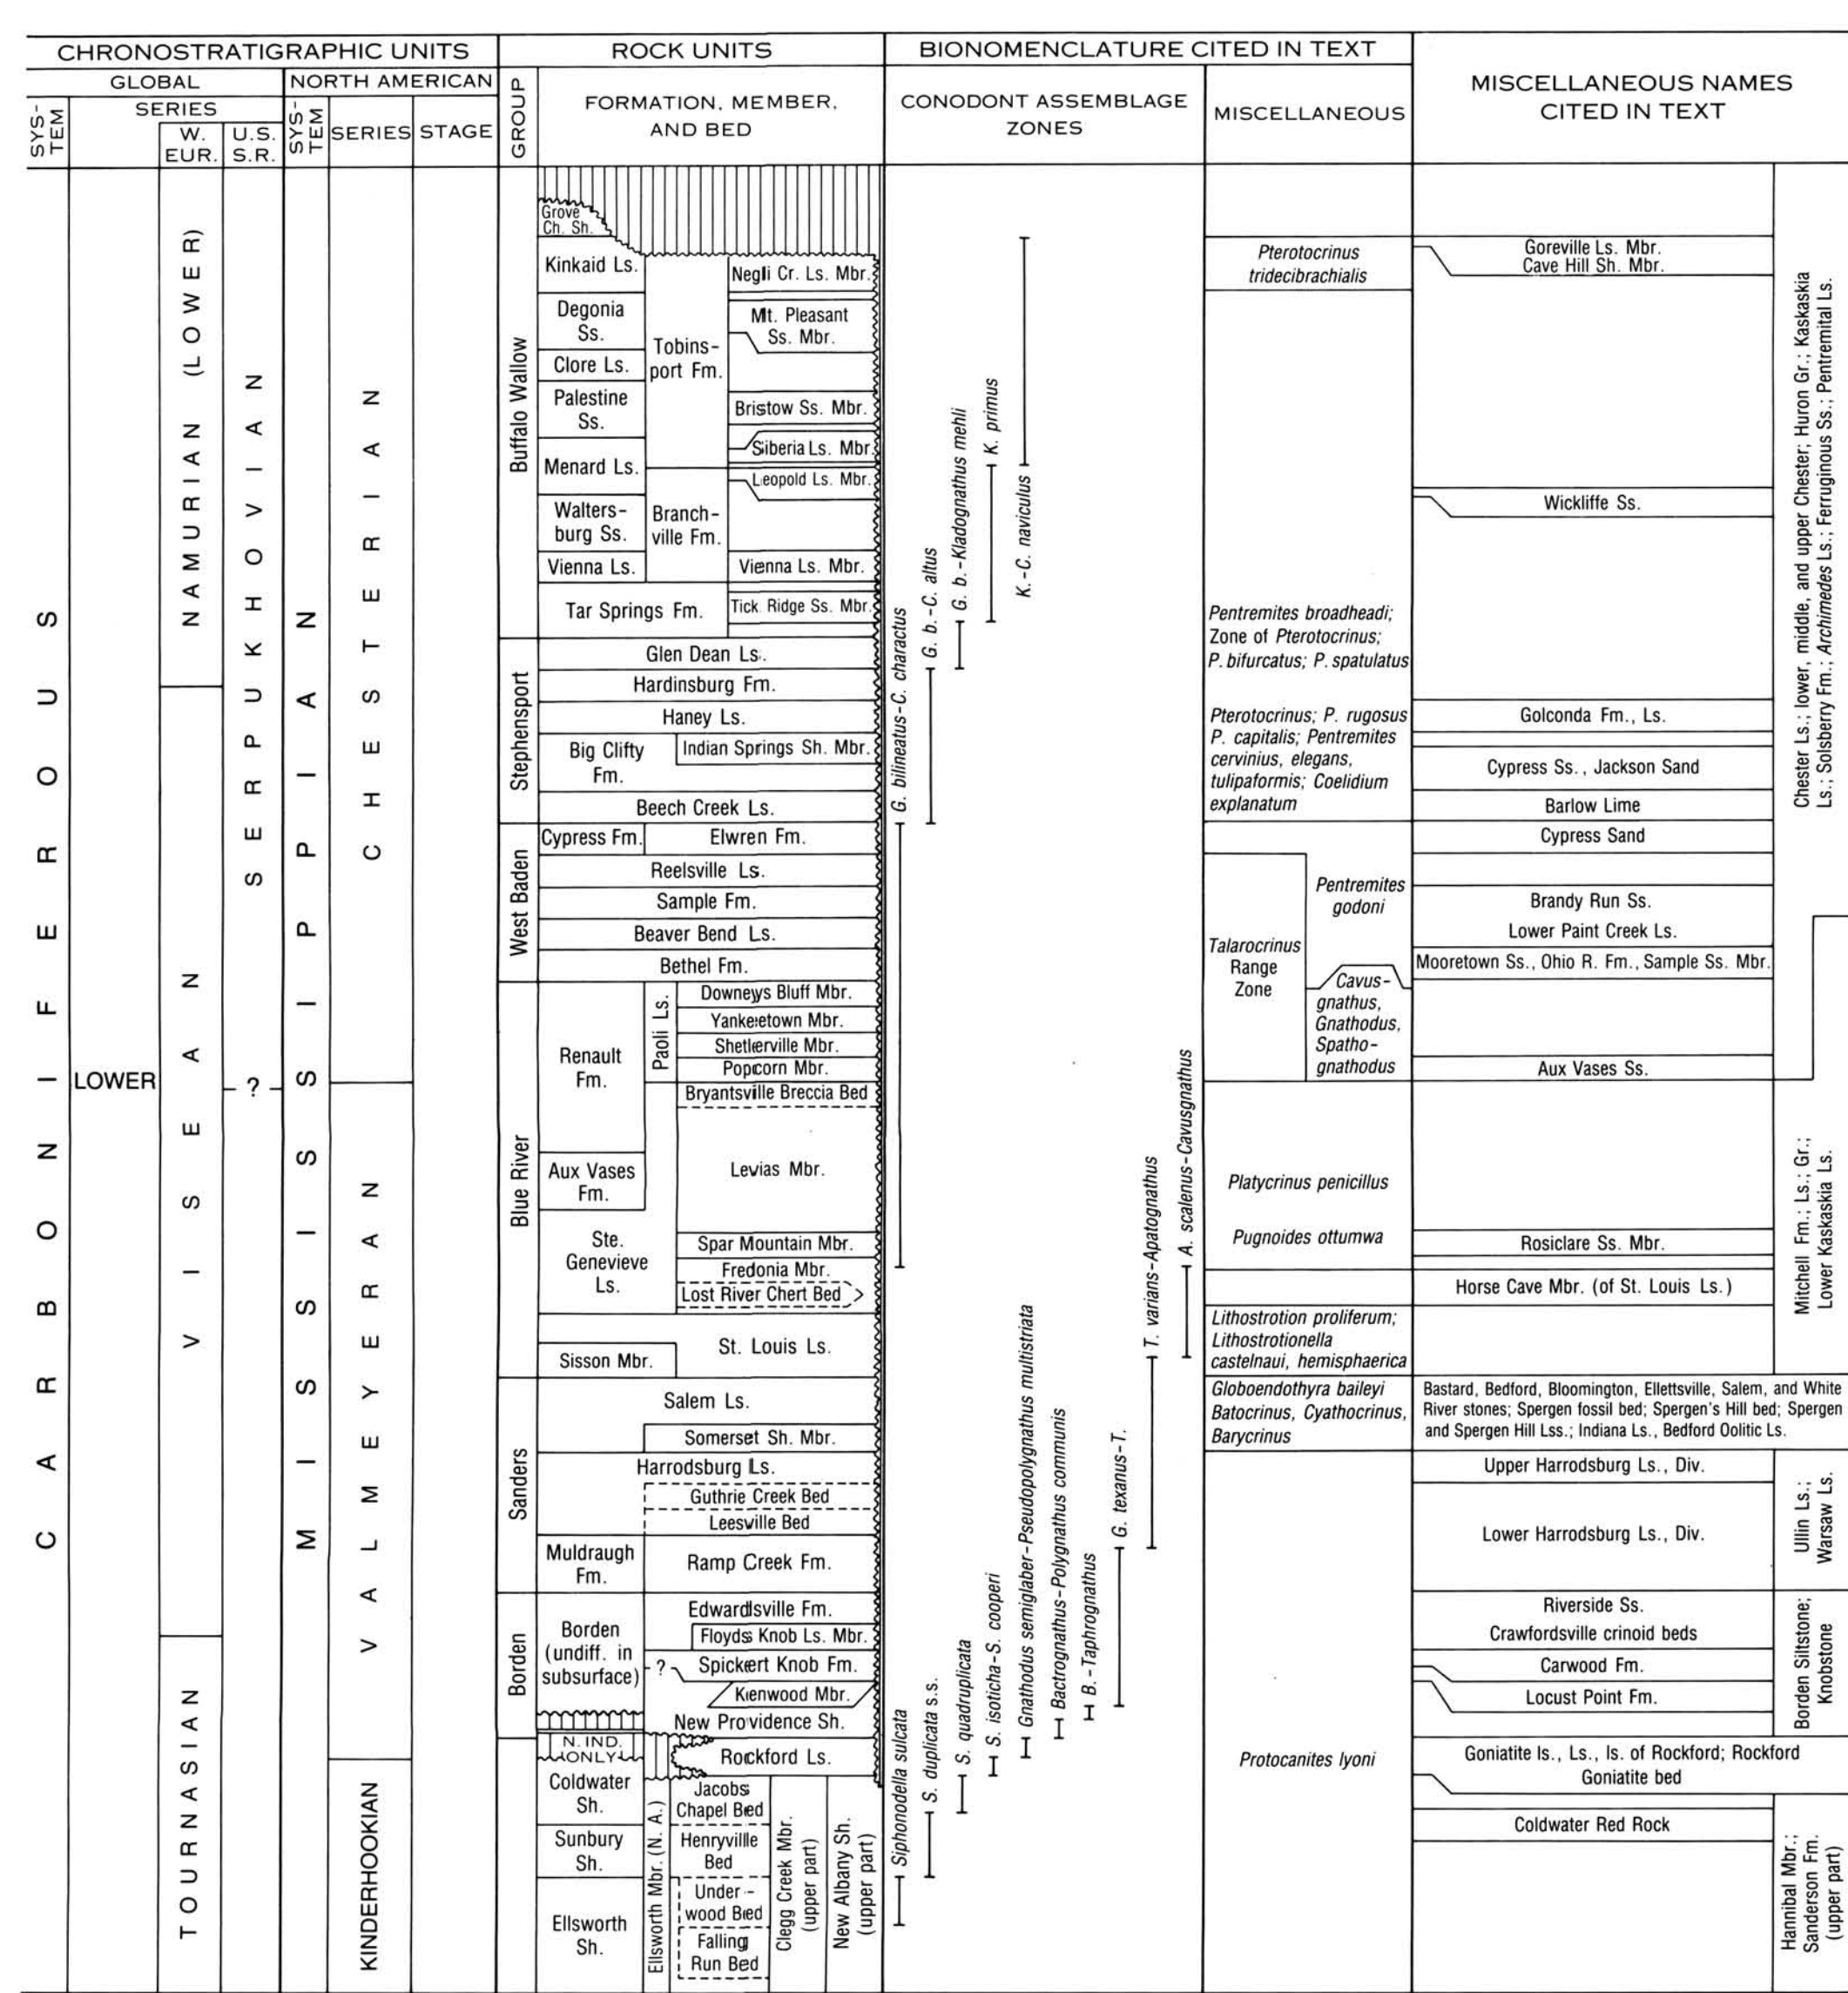 CHRONOSTRATIGRAPHIC UNITS
ROCK UNITS
BIONOMENCLATURE CITED IN TEXT
MISCELLANEOUS NAMES
CITED IN TEXT
GLOBAL
NORTH AMERICAN
SYS-
TEM
SERIES
W.
EUR.
U.S.
S.R.
SYS-
TEM
SERIES
STAGE
GROUP
FORMATION, MEMBER,
AND BED
CONODONT ASSEMBLAGE
ZONES
MISCELLANEOUS
CARBONIFEROUS
LOWER
NAMURIAN (LOWER)
VISEAN
TOURNASIAN
SERPUKHOVIAN
- ? -
MISSISSIPPIAN
CHESTERIAN
VALMEYERAN
KINDERHOOKIAN
Buffalo Wallow
Stephensport
West Baden
Blue River
Sanders
Borden
Grove
Ch. Sh.
Kinkaid Ls.
Negli Cr. Ls. Mbr.
Degonia
Ss.
Mt. Pleasant
Ss. Mbr.
Tobins-
port Fm.
Clore Ls.
Palestine
Ss.
Bristow Ss. Mbr.
Siberia Ls. Mbr.
Menard Ls.
Leopold Ls. Mbr.
Walters-
burg Ss.
Branch-
ville Fm.
Vienna Ls.
Vienna Ls. Mbr.
Tar Springs Fm.
Tick Ridge Ss. Mbr.
Glen Dean Ls.
Hardinsburg Fm.
Haney Ls.
Big Clifty
Fm.
Indian Springs Sh. Mbr.
Beech Creek Ls.
Cypress Fm.
Elwren Fm.
Reelsville Ls.
Sample Fm.
Beaver Bend Ls.
Bethel Fm.
Renault
Fm.
Paoli Ls.
Downeys Bluff Mbr.
Yankeetown Mbr.
Shetlerville Mbr.
Popcorn Mbr.
Bryantsville Breccia Bed
Aux Vases
Fm.
Levias Mbr.
Ste.
Genevieve
Ls.
Spar Mountain Mbr.
Fredonia Mbr.
Lost River Chert Bed
St. Louis Ls.
Sisson Mbr.
Salem Ls.
Somerset Sh. Mbr.
Harrodsburg Ls.
Guthrie Creek Bed
Leesville Bed
Muldraugh
Fm.
Ramp Creek Fm.
Borden
(undiff. in
subsurface)
Edwardsville Fm.
Floyds Knob Ls. Mbr.
- ?
Spickert Knob Fm.
Kenwood Mbr.
New Providence Sh.
N. IND.
ONLY
Rockford Ls.
Coldwater
Sh.
Sunbury
Sh.
Ellsworth
Sh.
Ellsworth Mbr. (N. A.)
Jacobs
Chapel Bed
Henryville
Bed
Under-
wood Bed
Falling
Run Bed
Clegg Creek Mbr.
(upper part)
New Albany Sh.
(upper part)
Siphonodella sulcata
S. duplicata s.s.
S. quadruplicata
S. isoticha-S. cooperi
Gnathodus semiglaber-Pseudopolygnathus multistriata
Bactrognathus-Polygnathus communis
B.-Taphrognathus
G. texanus-T.
T. varians-Apatognathus
A. scalenus-Cavusgnathus
G. bilineatus-C. charactus
G. b.-C. altus
G. b.-Kladognathus mehli
K. primus
K.-C. naviculus
Pterotocrinus
tridecibrachialis
Pentremites broadheadi;
Zone of Pterotocrinus;
P. bifurcatus; P. spatulatus
Pterotocrinus; P. rugosus
P. capitalis; Pentremites
cervinius, elegans,
tulipaformis; Coelidium
explanatum
Talarocrinus
Range
Zone
Pentremites
godoni
Cavus-
gnathus,
Gnathodus,
Spatho-
gnathodus
Platycrinus penicillus
Pugnoides ottumwa
Lithostrotion proliferum;
Lithostrotionella
castelnaui, hemisphaerica
Globoendothyra baileyi
Batocrinus, Cyathocrinus,
Barycrinus
Protocanites lyoni
Goreville Ls. Mbr.
Cave Hill Sh. Mbr.
Wickliffe Ss.
Golconda Fm., Ls.
Cypress Ss., Jackson Sand
Barlow Lime
Cypress Sand
Brandy Run Ss.
Lower Paint Creek Ls.
Mooretown Ss., Ohio R. Fm., Sample Ss. Mbr.
Aux Vases Ss.
Rosiclare Ss. Mbr.
Horse Cave Mbr. (of St. Louis Ls.)
Bastard, Bedford, Bloomington, Ellettsville, Salem, and White
River stones; Spergen fossil bed; Spergen's Hill bed; Spergen
and Spergen Hill Lss.; Indiana Ls., Bedford Oolitic Ls.
Upper Harrodsburg Ls., Div.
Lower Harrodsburg Ls., Div.
Riverside Ss.
Crawfordsville crinoid beds
Carwood Fm.
Locust Point Fm.
Goniatite ls., Ls., ls. of Rockford; Rockford
Goniatite bed
Coldwater Red Rock
Chester Ls.; lower, middle, and upper Chester; Huron Gr.; Kaskaskia
Ls.; Solsberry Fm.; Archimedes Ls.; Ferruginous Ss.; Pentremital Ls.
Mitchell Fm.; Ls.; Gr.;
Lower Kaskaskia Ls.
Ullin Ls.;
Warsaw Ls.
Borden Siltstone;
Knobstone
Hannibal Mbr.;
Sanderson Fm.
(upper part)